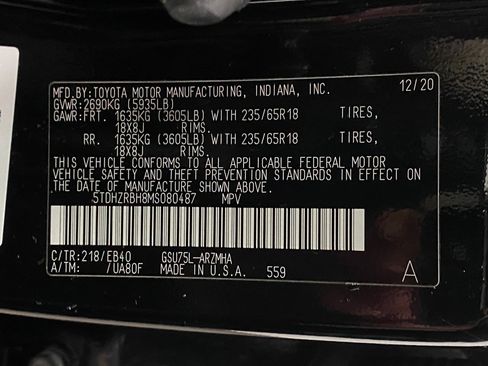 MFD.BY:TOYOTA MOTOR MANUFACTURING, INDIANA, INC. 12/20
GVWR:2690KG (5935LB)
GAWR:FRT. 1635KG (3605LB) WITH 235/65R18 TIRES,
18X8J RIMS.
RR. 1635KG (3605LB) WITH 235/65R18 TIRES,
18X8J RIMS.
THIS VEHICLE CONFORMS TO ALL APPLICABLE FEDERAL MOTOR
VEHICLE SAFETY AND THEFT PREVENTION STANDARDS IN EFFECT ON THE
DATE OF MANUFACTURE SHOWN ABOVE.
5TDHZRBH8MS080487 MPV
C/TR:218/EB40 GSU75L-ARZMHA
A/TM: /UA80F MADE IN U.S.A. 559 A